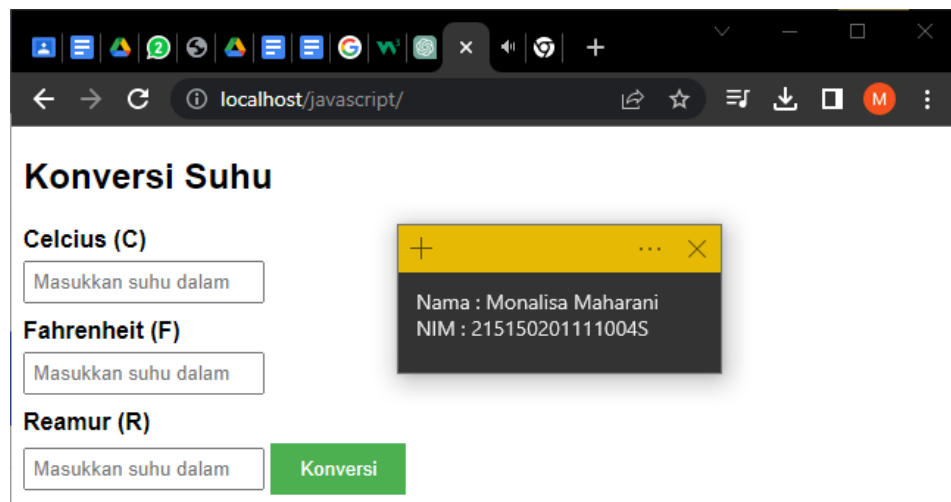 2
G
localhost/javascript/
M
Konversi Suhu
Celcius (C)
Masukkan suhu dalam
Fahrenheit (F)
Masukkan suhu dalam
Reamur (R)
Masukkan suhu dalam
Konversi
Nama : Monalisa Maharani
NIM : 215150201111004S